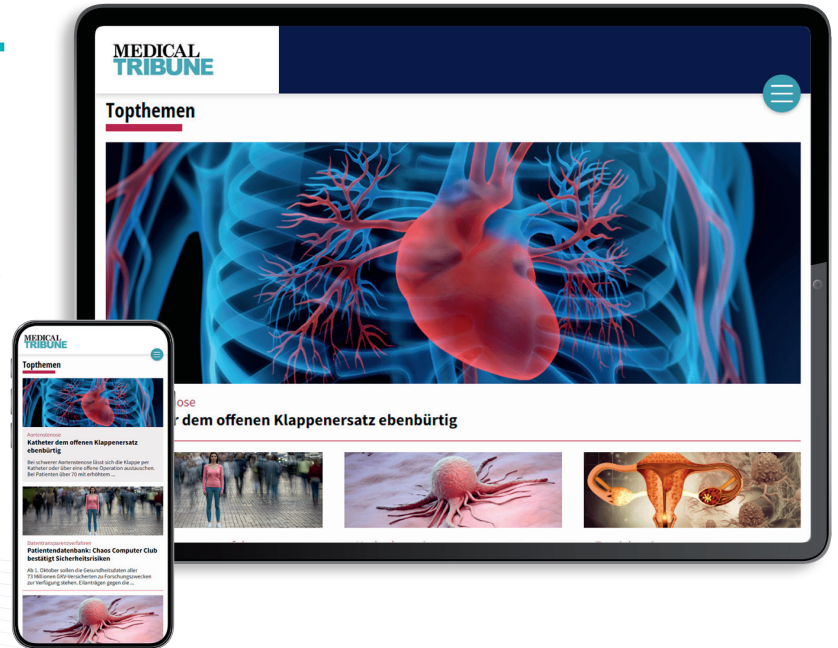 MEDICAL
TRIBUNE
Topthemen
ose
dem offenen Klappenersatz ebenbürtig
MEDICAL
TRIBUNE
Topthemen
Aortenstenose
Katheter dem offenen Klappenersatz
ebenbürtig
Bei schwerer Aortenstenose lässt sich die Klappe per
Katheter oder über eine offene Operation austauschen.
Bei Patienten über 70 mit erhöhtem ...
Datentransparenzverfahren
Patientendatenbank: Chaos Computer Club
bestätigt Sicherheitsrisiken
Ab 1. Oktober sollen die Gesundheitsdaten aller
73 Millionen GKV-Versicherten zu Forschungszwecken
zur Verfügung stehen. Eilanträgen gegen die ...